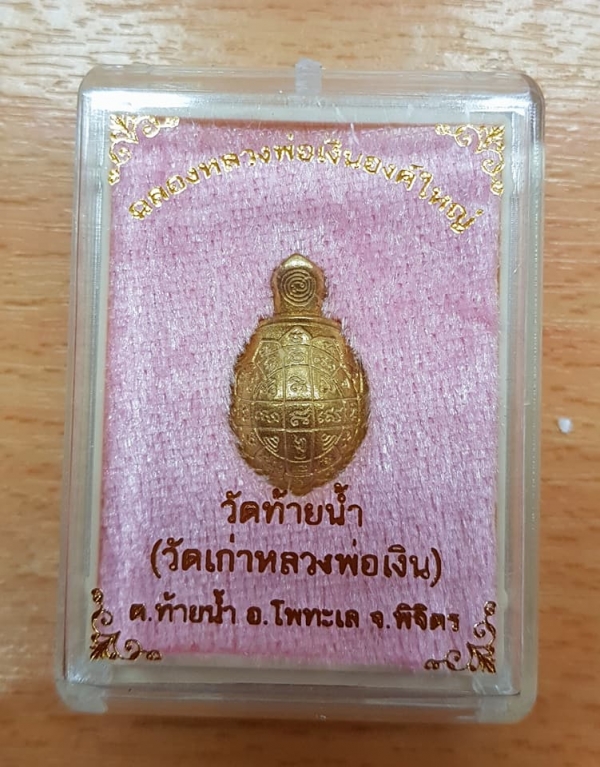 ฉลองหลวงพ่อเงินองค์ใหญ่
วัดท้ายน้ำ
(วัดเก่าหลวงพ่อเงิน)
ต.ท้ายน้ำ อ.โพทะเล จ.พิจิตร